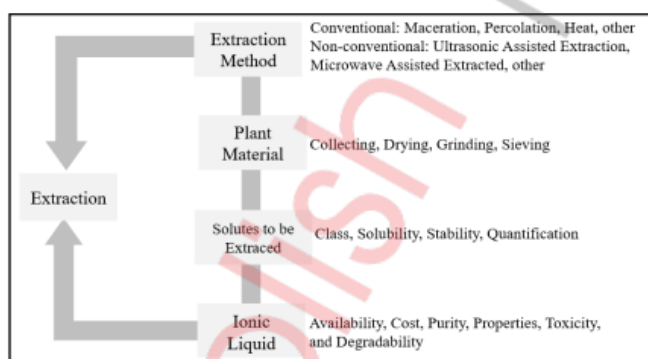 Extraction
Method
Conventional: Maceration, Percolation, Heat, other
Non-conventional: Ultrasonic Assisted Extraction,
Microwave Assisted Extracted, other
Plant
Material
Collecting, Drying, Grinding, Sieving
Extraction
Solutes to be
Extraced
Class, Solubility, Stability, Quantification
Ionic
Liquid
Availability, Cost, Purity, Properties, Toxicity,
and Degradability